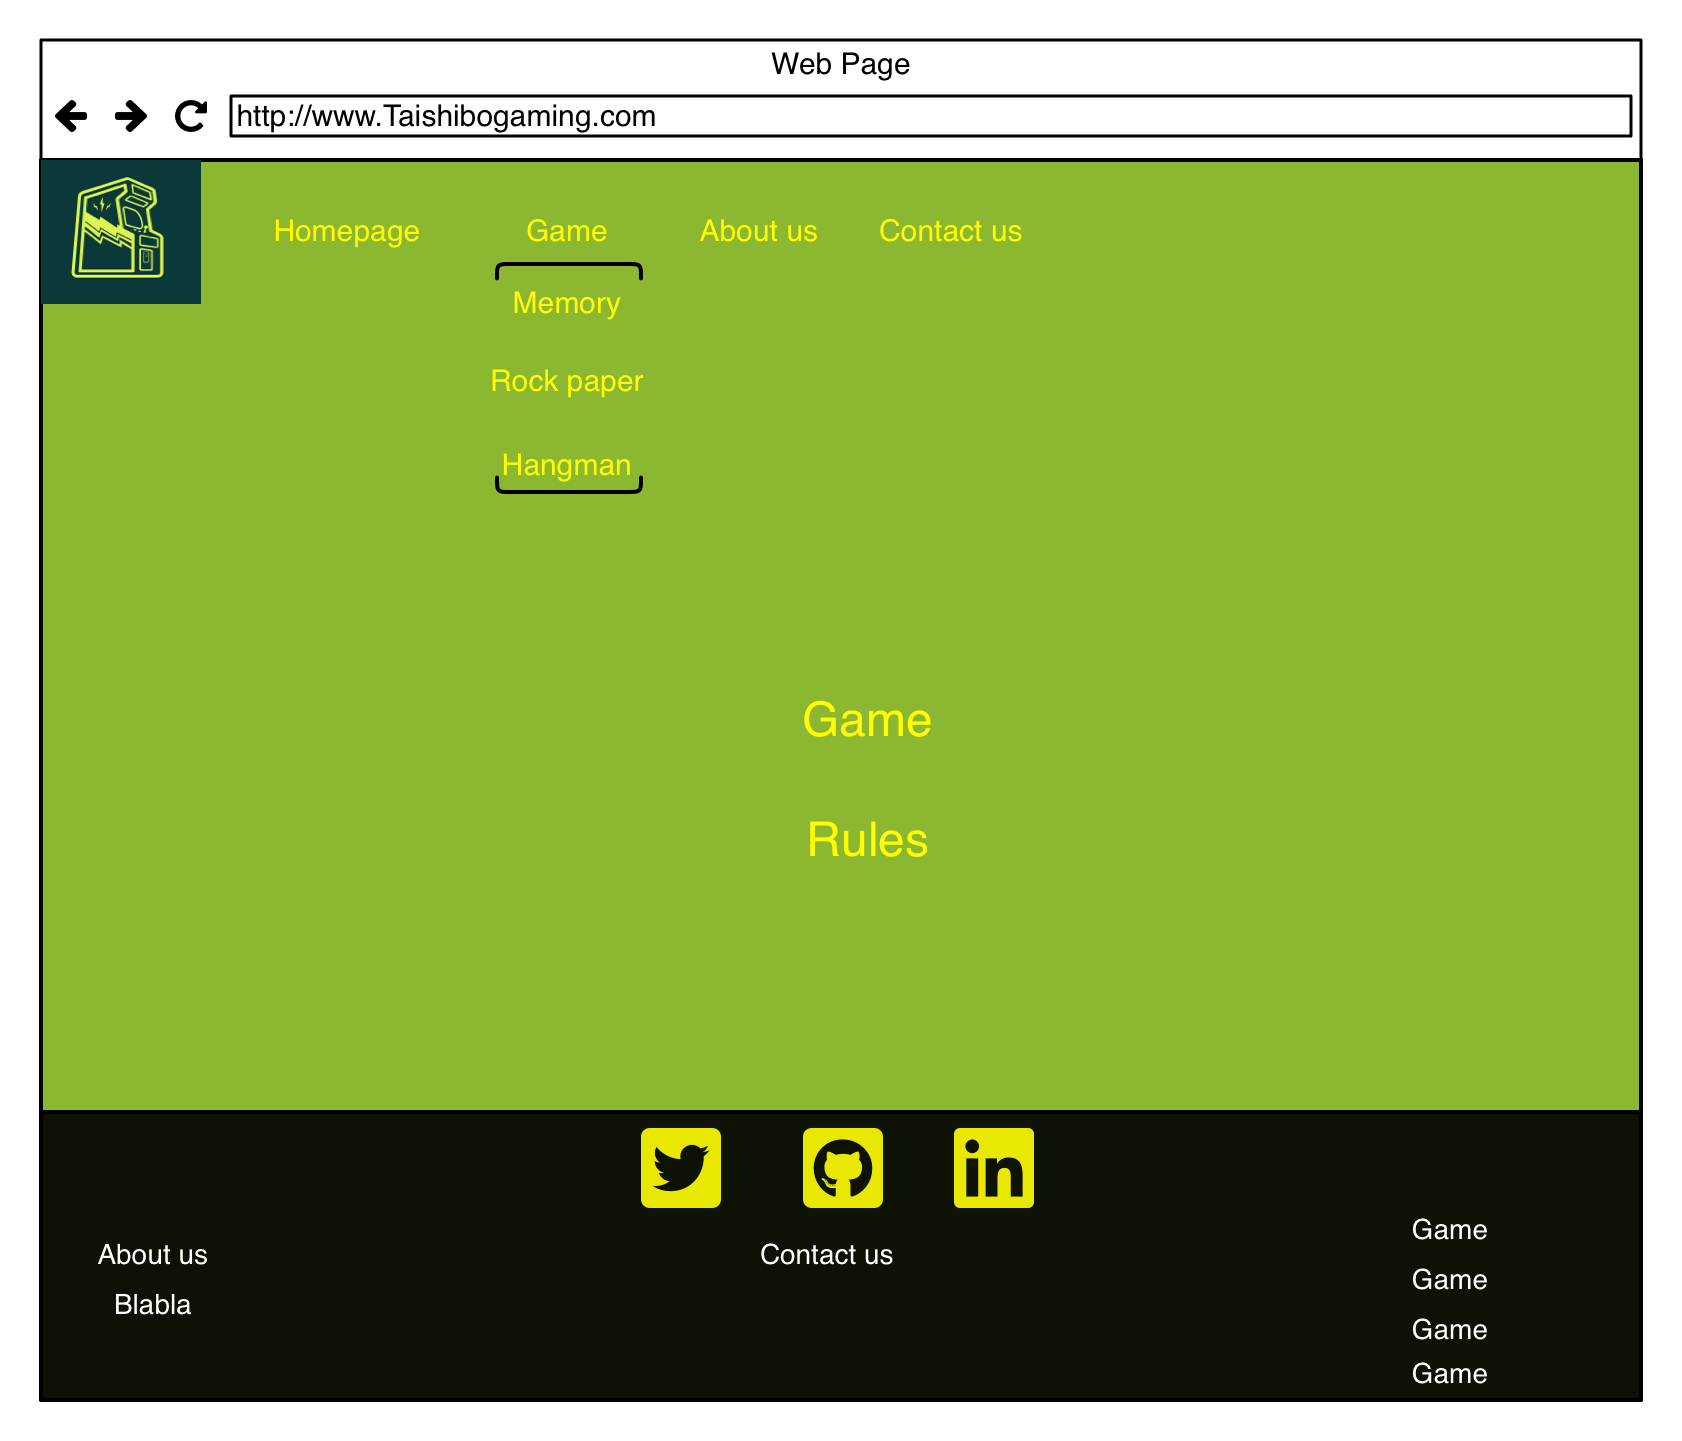 Web Page
http://www.Taishibogaming.com
Homepage
Game
About us
Contact us
Memory
Rock paper
Hangman
Game
Rules
in
About us
Blabla
Contact us
Game
Game
Game
Game